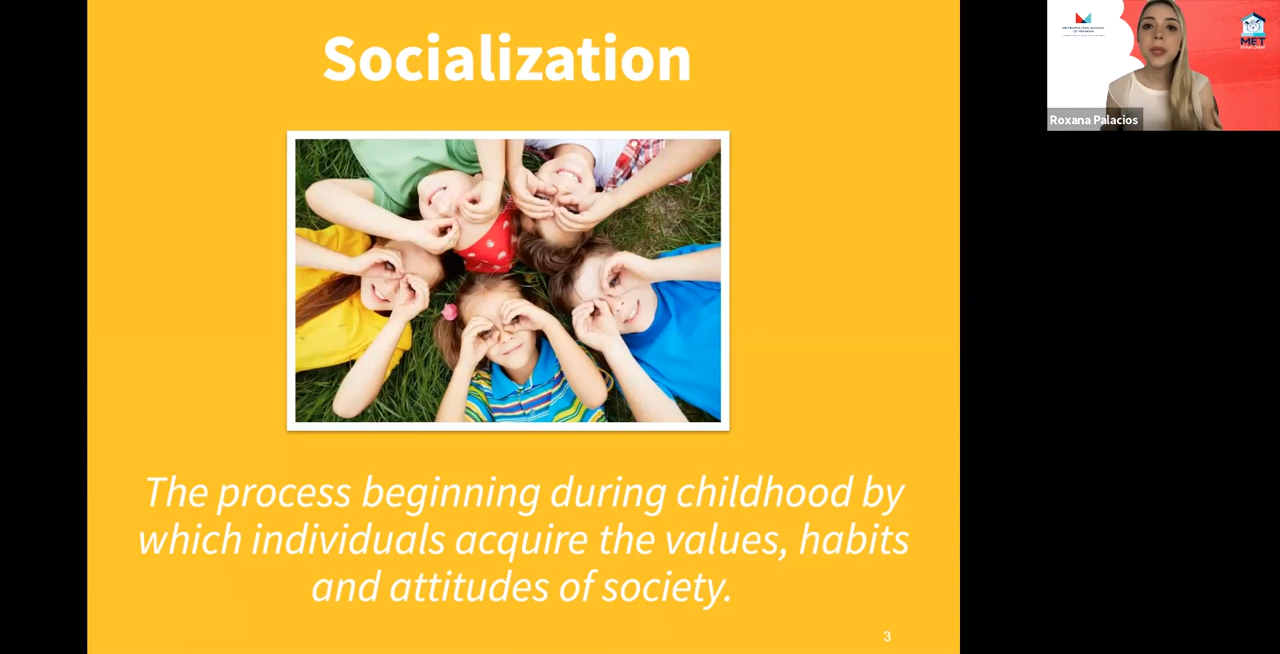 Socialization
The process beginning during childhood by
which individuals acquire the values, habits
and attitudes of society.
3
MET
Roxana Palacios